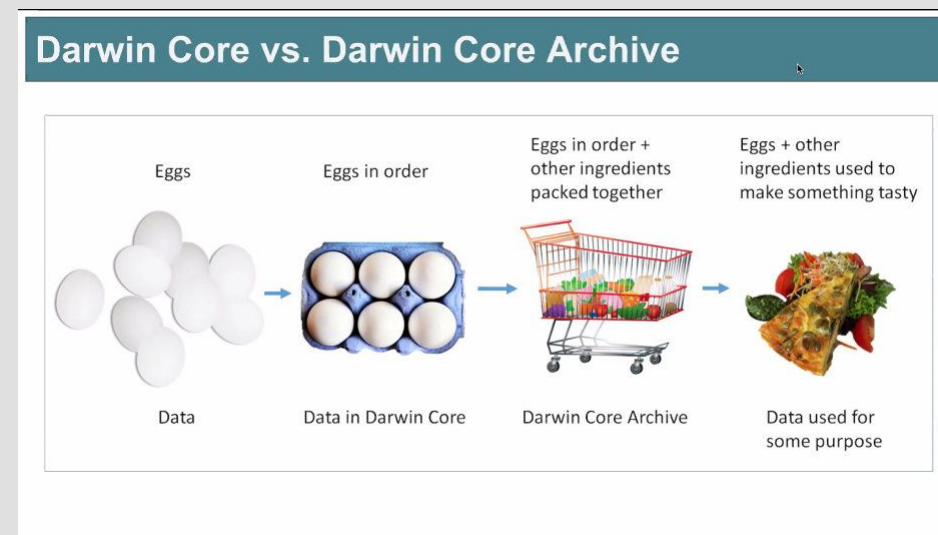 Darwin Core vs. Darwin Core Archive
Eggs
Eggs in order
Eggs in order +
other ingredients
packed together
Eggs + other
ingredients used to
make something tasty
Data
Data in Darwin Core
Darwin Core Archive
Data used for
some purpose